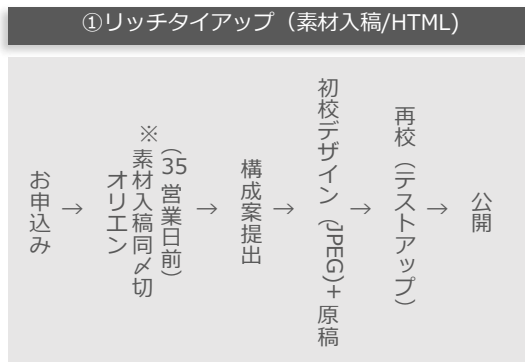 ①リッチタイアップ（素材入稿/HTML)
お申込み
→
オリエン
（35営業日前）
※素材入稿同〆切
→
構成案提出
→
初校デザイン（JPEG)＋原稿
→
再校（テストアップ）
→
公開